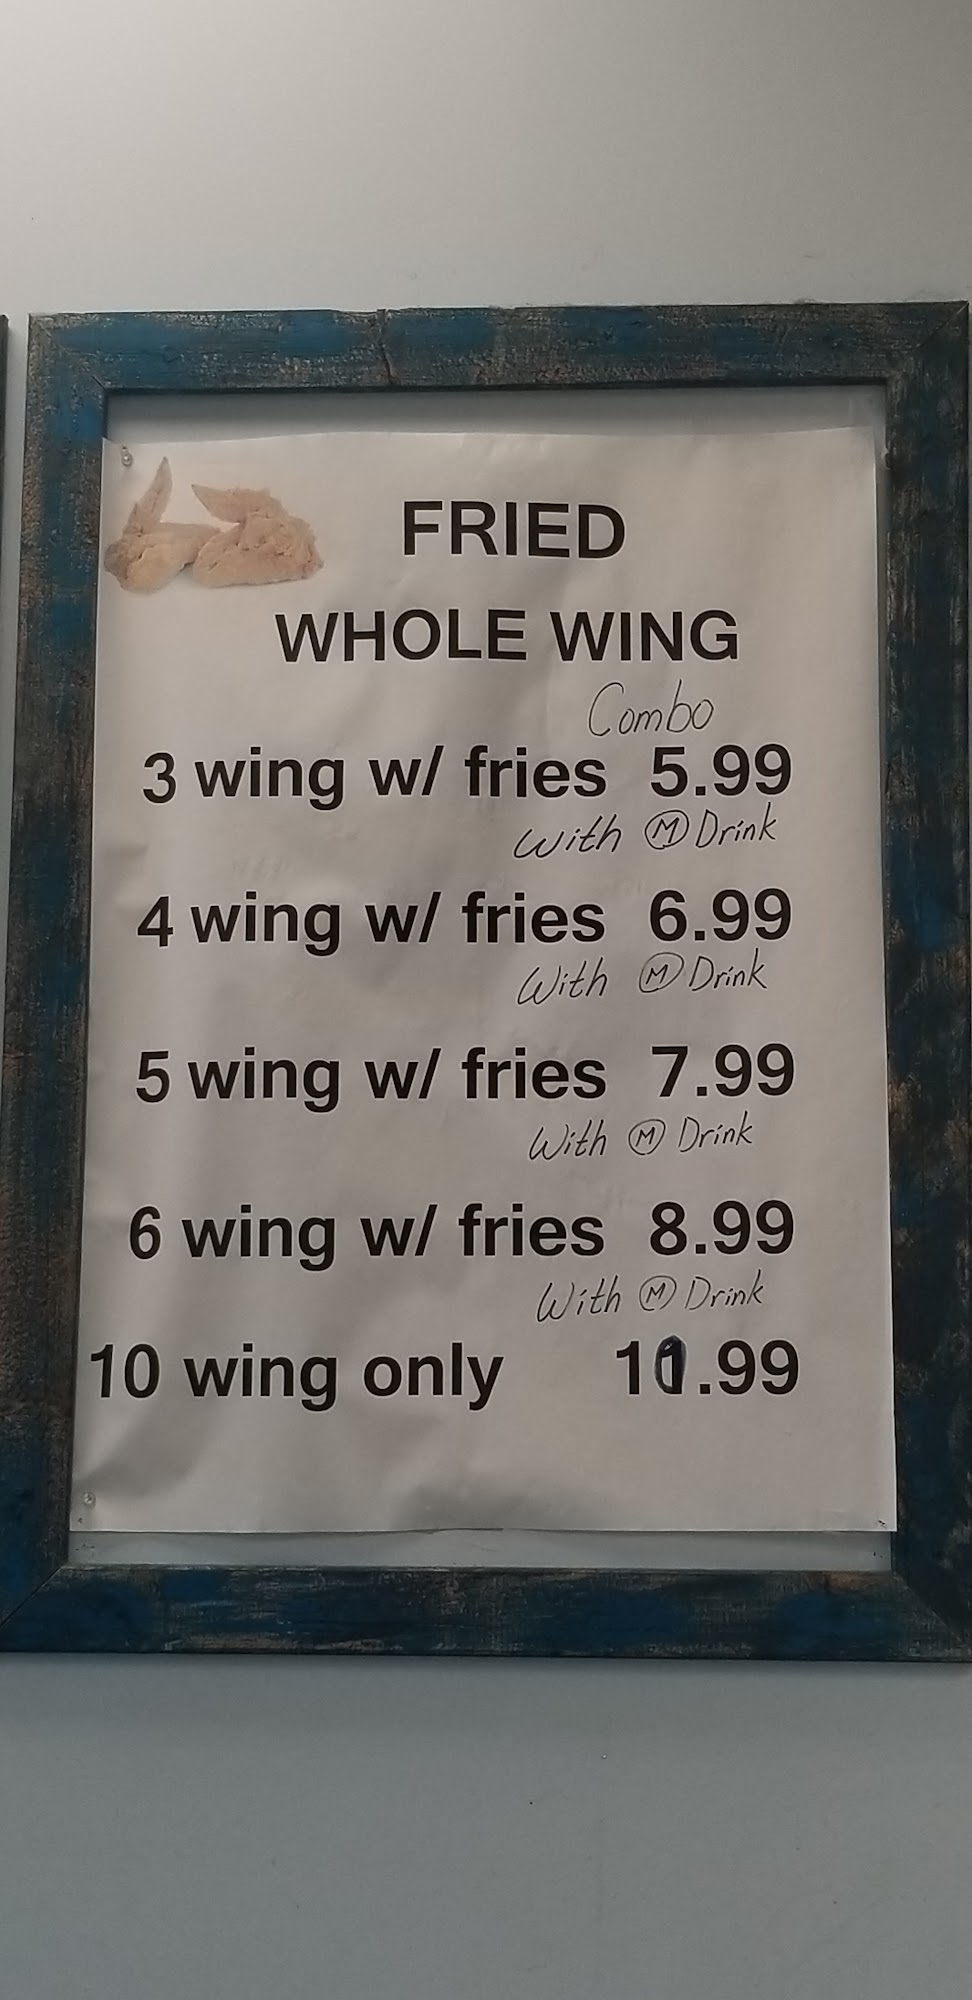 FRIED
WHOLE WING
Combo
3 wing w/ fries 5.99
with Ⓜ Drink
4 wing w/ fries 6.99
With Ⓜ Drink
5 wing w/ fries 7.99
With Ⓜ Drink
6 wing w/ fries 8.99
With Ⓜ Drink
10 wing only 10.99